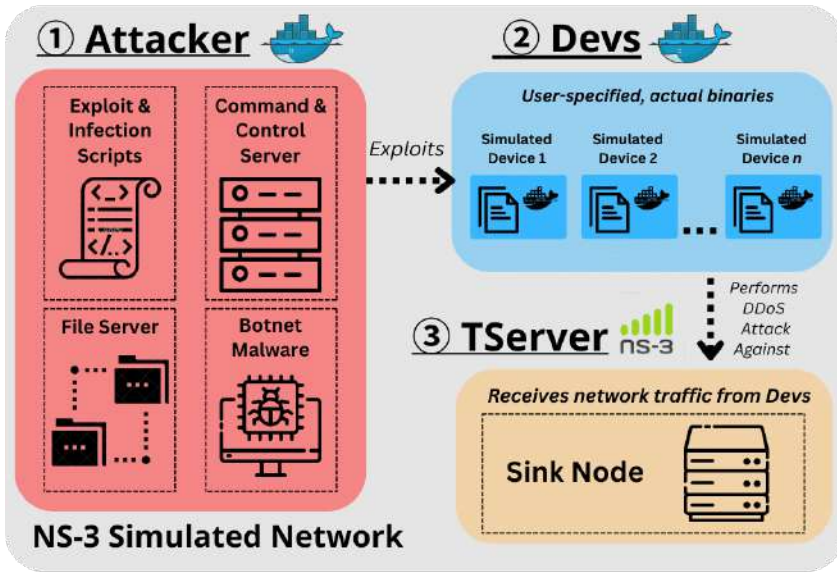 ① Attacker
Exploit &
Infection
Scripts
<_>
</..>
Command &
Control
Server
File Server
Botnet
Malware
NS-3 Simulated Network
Exploits
② Devs
User-specified, actual binaries
Simulated
Device 1
Simulated
Device 2
...
Simulated
Device n
Performs
DDoS
Attack
Against
③ TServer
NS-3
Receives network traffic from Devs
Sink Node